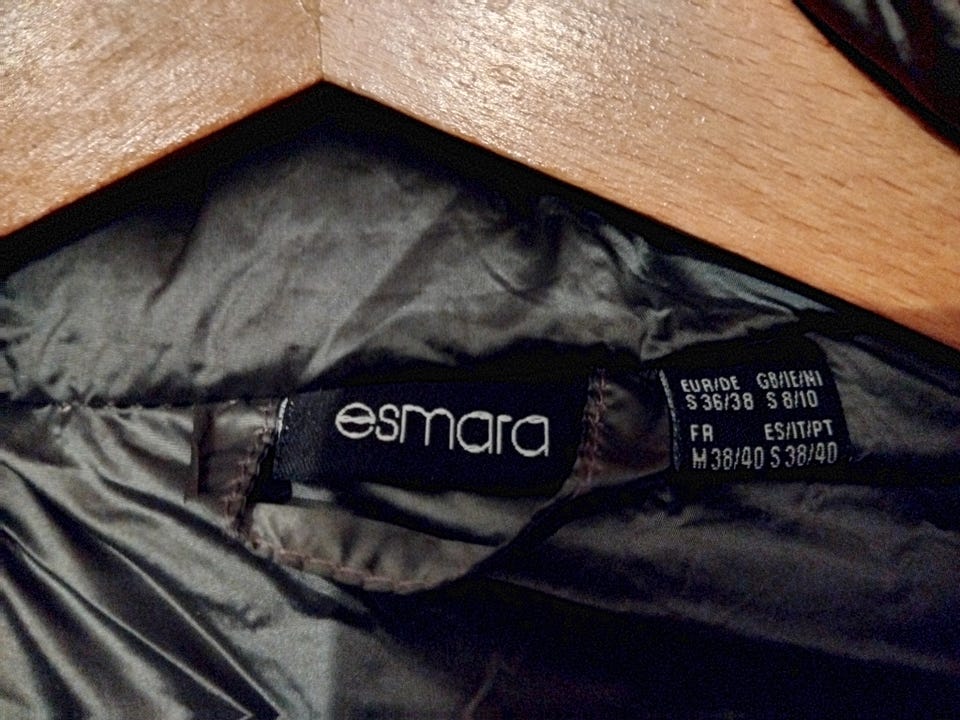 esmara
EUR/DE GB/IE/NI
S 36/38 S 8/10
FR ES/IT/PT
M 38/40 S 38/40